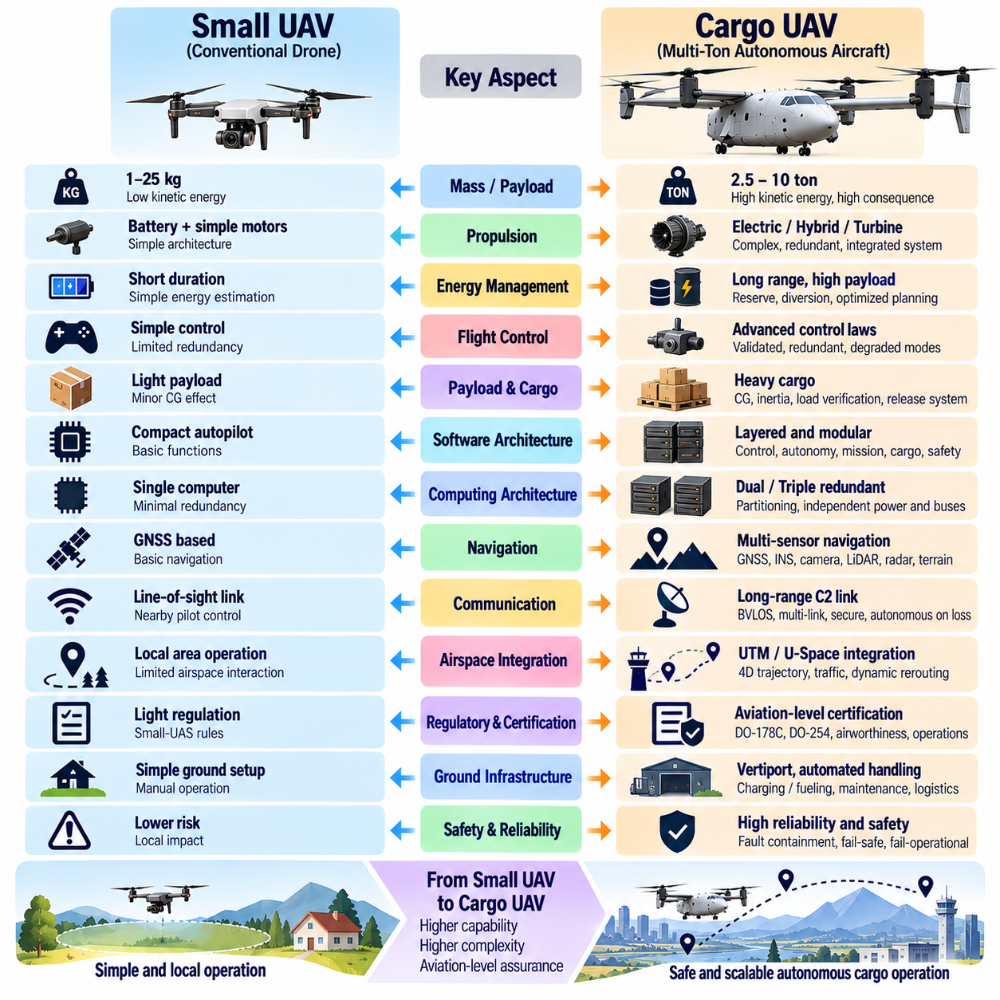 Small UAV
(Conventional Drone)
Key Aspect
Cargo UAV
(Multi-Ton Autonomous Aircraft)
KG
1–25 kg
Low kinetic energy
Mass / Payload
TON
2.5 – 10 ton
High kinetic energy, high consequence
Battery + simple motors
Simple architecture
Propulsion
Electric / Hybrid / Turbine
Complex, redundant, integrated system
Short duration
Simple energy estimation
Energy Management
Long range, high payload
Reserve, diversion, optimized planning
Simple control
Limited redundancy
Flight Control
Advanced control laws
Validated, redundant, degraded modes
Light payload
Minor CG effect
Payload & Cargo
Heavy cargo
CG, inertia, load verification, release system
Compact autopilot
Basic functions
Software Architecture
Layered and modular
Control, autonomy, mission, cargo, safety
Single computer
Minimal redundancy
Computing Architecture
Dual / Triple redundant
Partitioning, independent power and buses
GNSS based
Basic navigation
Navigation
Multi-sensor navigation
GNSS, INS, camera, LiDAR, radar, terrain
Line-of-sight link
Nearby pilot control
Communication
Long-range C2 link
BVLOS, multi-link, secure, autonomous on loss
Local area operation
Limited airspace interaction
Airspace Integration
UTM / U-Space integration
4D trajectory, traffic, dynamic rerouting
Light regulation
Small-UAS rules
Regulatory & Certification
Aviation-level certification
DO-178C, DO-254, airworthiness, operations
Simple ground setup
Manual operation
Ground Infrastructure
Vertiport, automated handling
Charging / fueling, maintenance, logistics
Lower risk
Local impact
Safety & Reliability
High reliability and safety
Fault containment, fail-safe, fail-operational
Simple and local operation
From Small UAV
to Cargo UAV
Higher capability
Higher complexity
Aviation-level assurance
Safe and scalable autonomous cargo operation